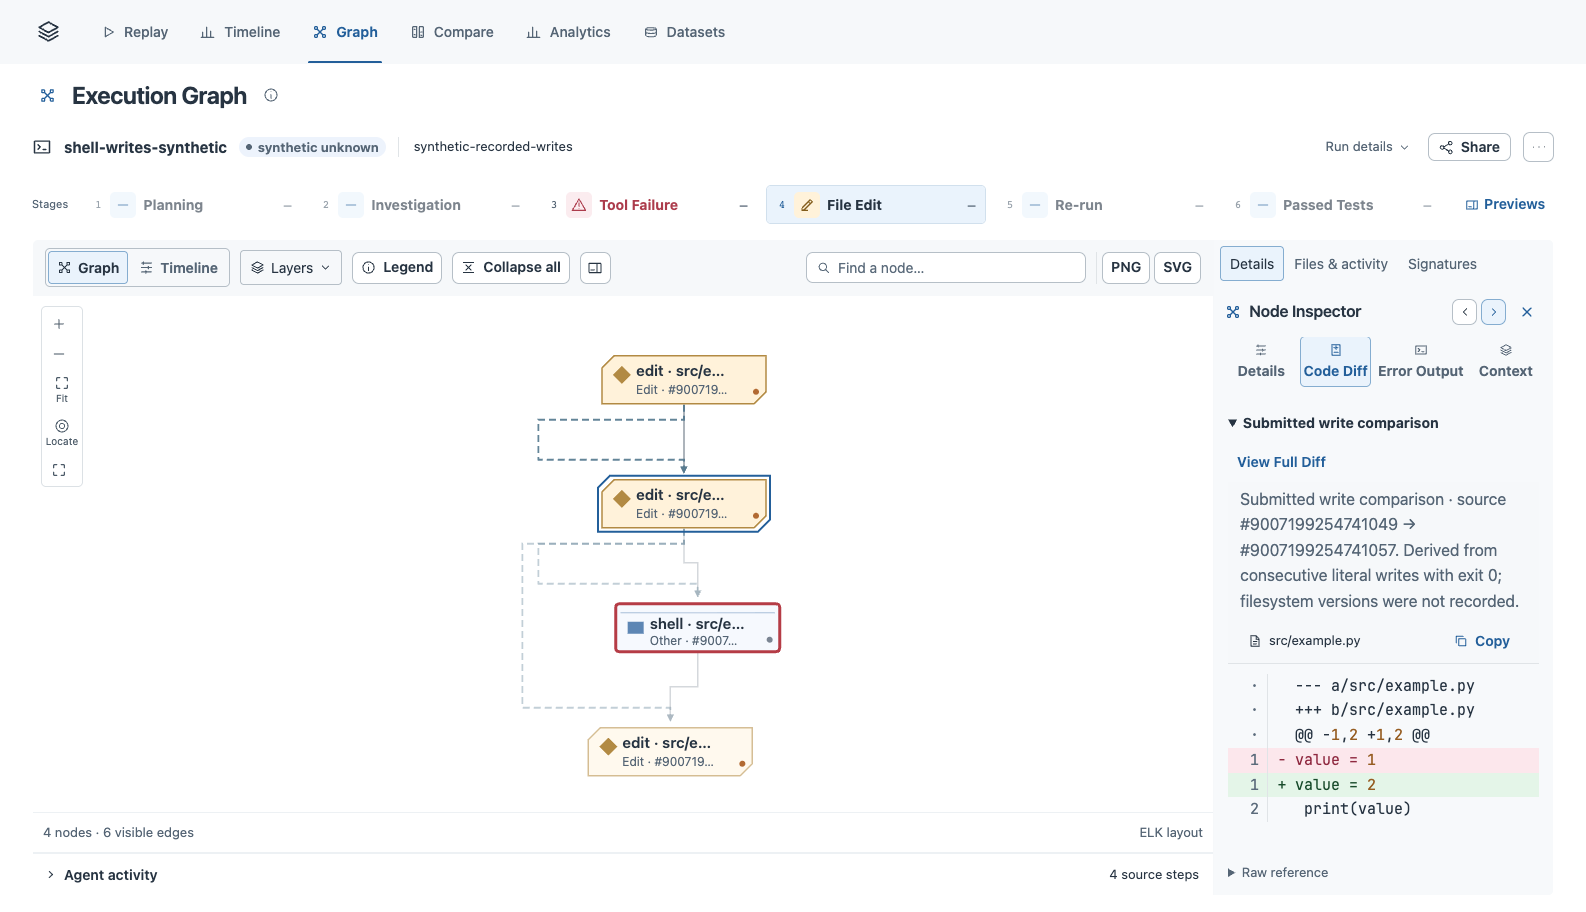 Replay
Timeline
Graph
Compare
Analytics
Datasets
Execution Graph
shell-writes-synthetic
synthetic unknown
synthetic-recorded-writes
Run details
Share
Stages
1 Planning –
2 Investigation –
3 Tool Failure –
4 File Edit –
5 Re-run –
6 Passed Tests –
Previews
Graph
Timeline
Layers
Legend
Collapse all
Find a node...
PNG
SVG
Fit
Locate
edit · src/e...
Edit · #900719...
edit · src/e...
Edit · #900719...
shell · src/e...
Other · #9007...
edit · src/e...
Edit · #900719...
4 nodes · 6 visible edges
ELK layout
Agent activity
4 source steps
Details
Files & activity
Signatures
Node Inspector
Details
Code Diff
Error Output
Context
Submitted write comparison
View Full Diff
Submitted write comparison · source
#9007199254741049 →
#9007199254741057. Derived from
consecutive literal writes with exit 0;
filesystem versions were not recorded.
src/example.py
Copy
· --- a/src/example.py
· +++ b/src/example.py
· @@ -1,2 +1,2 @@
1 - value = 1
1 + value = 2
2 print(value)
Raw reference